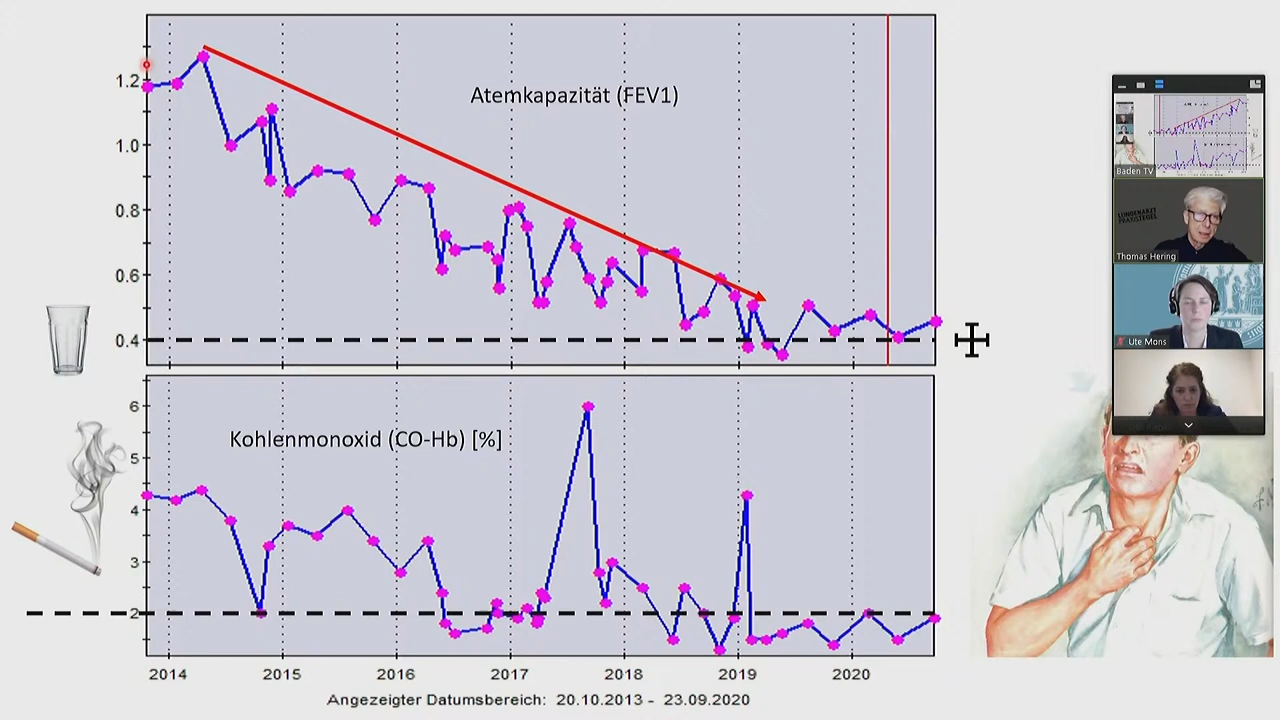 Atemkapazität (FEV1)
1.2
1.0
0.8
0.6
0.4
Kohlenmonoxid (CO-Hb) [%]
6
5
4
3
2
2014 2015 2016 2017 2018 2019 2020
Angezeigter Datumsbereich: 20.10.2013 - 23.09.2020
Baden TV
LUNGENARZT
PRAXISTEGEL
Thomas Hering
Ute Mons